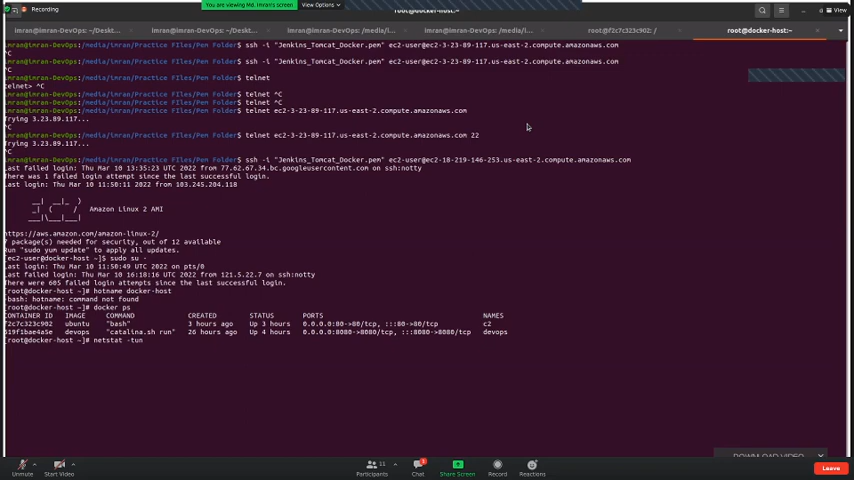 Recording
You are viewing Md. Imran's screen
View Options
root@docker-host:~
View
imran@imran-DevOps: ~/Deskt...
imran@imran-DevOps: ~/Deskt...
imran@imran-DevOps: /media/i...
imran@imran-DevOps: /media/i...
root@f2c7c323c902: /
root@docker-host:~
imran@imran-DevOps:/media/imran/Practice FIles/Pem Folder$ ssh -i "Jenkins_Tomcat_Docker.pem" ec2-user@ec2-3-23-89-117.us-east-2.compute.amazonaws.com
^C
imran@imran-DevOps:/media/imran/Practice FIles/Pem Folder$ ssh -i "Jenkins_Tomcat_Docker.pem" ec2-user@ec2-3-23-89-117.us-east-2.compute.amazonaws.com
^C
imran@imran-DevOps:/media/imran/Practice FIles/Pem Folder$ telnet
telnet> ^C
imran@imran-DevOps:/media/imran/Practice FIles/Pem Folder$ telnet ^C
imran@imran-DevOps:/media/imran/Practice FIles/Pem Folder$ telnet ^C
imran@imran-DevOps:/media/imran/Practice FIles/Pem Folder$ telnet ec2-3-23-89-117.us-east-2.compute.amazonaws.com
Trying 3.23.89.117...
^C
imran@imran-DevOps:/media/imran/Practice FIles/Pem Folder$ telnet ec2-3-23-89-117.us-east-2.compute.amazonaws.com 22
Trying 3.23.89.117...
^C
imran@imran-DevOps:/media/imran/Practice FIles/Pem Folder$ ssh -i "Jenkins_Tomcat_Docker.pem" ec2-user@ec2-18-219-146-253.us-east-2.compute.amazonaws.com
Last failed login: Thu Mar 10 13:35:23 UTC 2022 from 77.62.67.34.bc.googleusercontent.com on ssh:notty
There was 1 failed login attempt since the last successful login.
Last login: Thu Mar 10 11:50:11 2022 from 103.245.204.118
__|  __|_  )
_|  (     /   Amazon Linux 2 AMI
___|\___|___|
https://aws.amazon.com/amazon-linux-2/
7 package(s) needed for security, out of 12 available
Run "sudo yum update" to apply all updates.
[ec2-user@docker-host ~]$ sudo su -
Last login: Thu Mar 10 11:50:49 UTC 2022 on pts/0
Last failed login: Thu Mar 10 16:18:16 UTC 2022 from 121.5.22.7 on ssh:notty
There were 605 failed login attempts since the last successful login.
[root@docker-host ~]# hotname docker-host
-bash: hotname: command not found
[root@docker-host ~]# docker ps
CONTAINER ID   IMAGE     COMMAND             CREATED        STATUS       PORTS                                       NAMES
f2c7c323c902   ubuntu    "bash"              3 hours ago    Up 3 hours   0.0.0.0:80->80/tcp, :::80->80/tcp           c2
519f1bae4a5e   devops    "catalina.sh run"   26 hours ago   Up 4 hours   0.0.0.0:8080->8080/tcp, :::8080->8080/tcp   devops
[root@docker-host ~]# netstat -tun
DOWNLOAD VIDEO
Unmute
Start Video
11
Participants
Chat
Share Screen
Record
Reactions
Leave